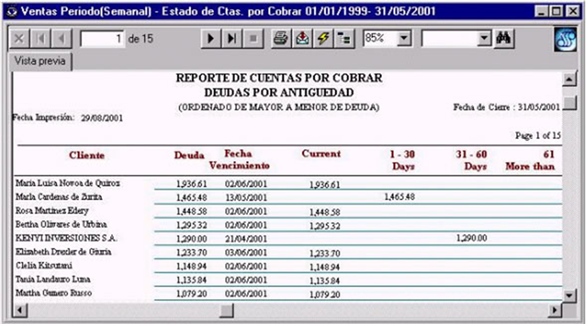 Ventas Periodo(Semanal) - Estado de Ctas. por Cobrar 01/01/1999- 31/05/2001
1 de 15
85%
Vista previa
REPORTE DE CUENTAS POR COBRAR
DEUDAS POR ANTIGUEDAD
(ORDENADO DE MAYOR A MENOR DE DEUDA)
Fecha de Cierre : 31/05/2001
Fecha Impresión: 29/08/2001
Page 1 of 15
Cliente Deuda Fecha Vencimiento Current 1 - 30 Days 31 - 60 Days 61 More than
Maria Luisa Novoa de Quiroz 1,936.61 02/06/2001 1,936.61
Marla Cardenas de Zurita 1,465.48 13/05/2001 1,465.48
Rosa Martinez Edery 1,448.58 02/06/2001 1,448.58
Bertha Olivares de Urbina 1,295.32 02/06/2001 1,295.32
KENYI INVERSIONES S.A. 1,290.00 21/04/2001 1,290.00
Elizabeth Drexler de Giuria 1,233.70 03/06/2001 1,233.70
Clelia 1,148.94 02/06/2001 1,148.94
Tania Landauro Luna 1,135.84 02/06/2001 1,135.84
Martha Gamero Russo 1,079.20 02/06/2001 1,079.20